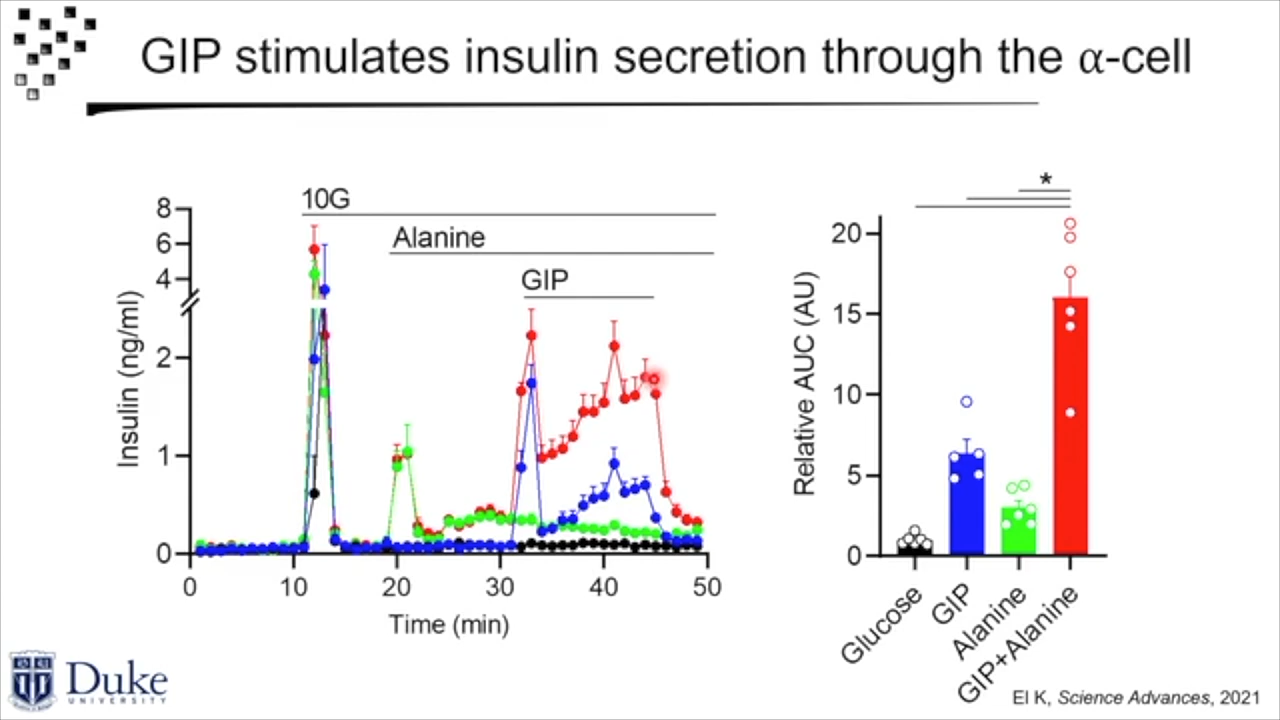 GIP stimulates insulin secretion through the α-cell
10G
Alanine
GIP
Insulin (ng/ml)
8
6
4
2
1
0
0 10 20 30 40 50
Time (min)
*
Relative AUC (AU)
20
15
10
5
0
Glucose
GIP
Alanine
GIP+Alanine
Duke
UNIVERSITY
El K, Science Advances, 2021